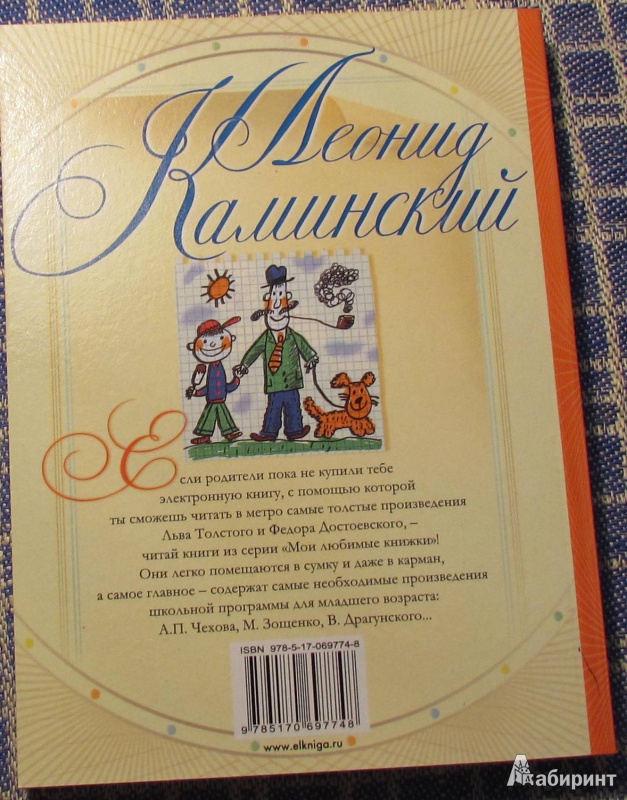 Леонид
Каминский
Если родители пока не купили тебе
электронную книгу, с помощью которой
ты сможешь читать в метро самые толстые произведения
Льва Толстого и Федора Достоевского, –
читай книги из серии «Мои любимые книжки»!
Они легко помещаются в сумку и даже в карман,
а самое главное – содержат самые необходимые произведения
школьной программы для младшего возраста:
А.П. Чехова, М. Зощенко, В. Драгунского...
ISBN 978-5-17-069774-8
9 785170 697748
www.elkniga.ru
Лабиринт